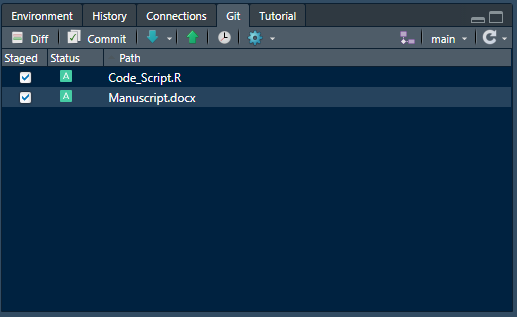 Environment History Connections Git Tutorial
Diff Commit main
Staged Status Path
A Code_Script.R
A Manuscript.docx